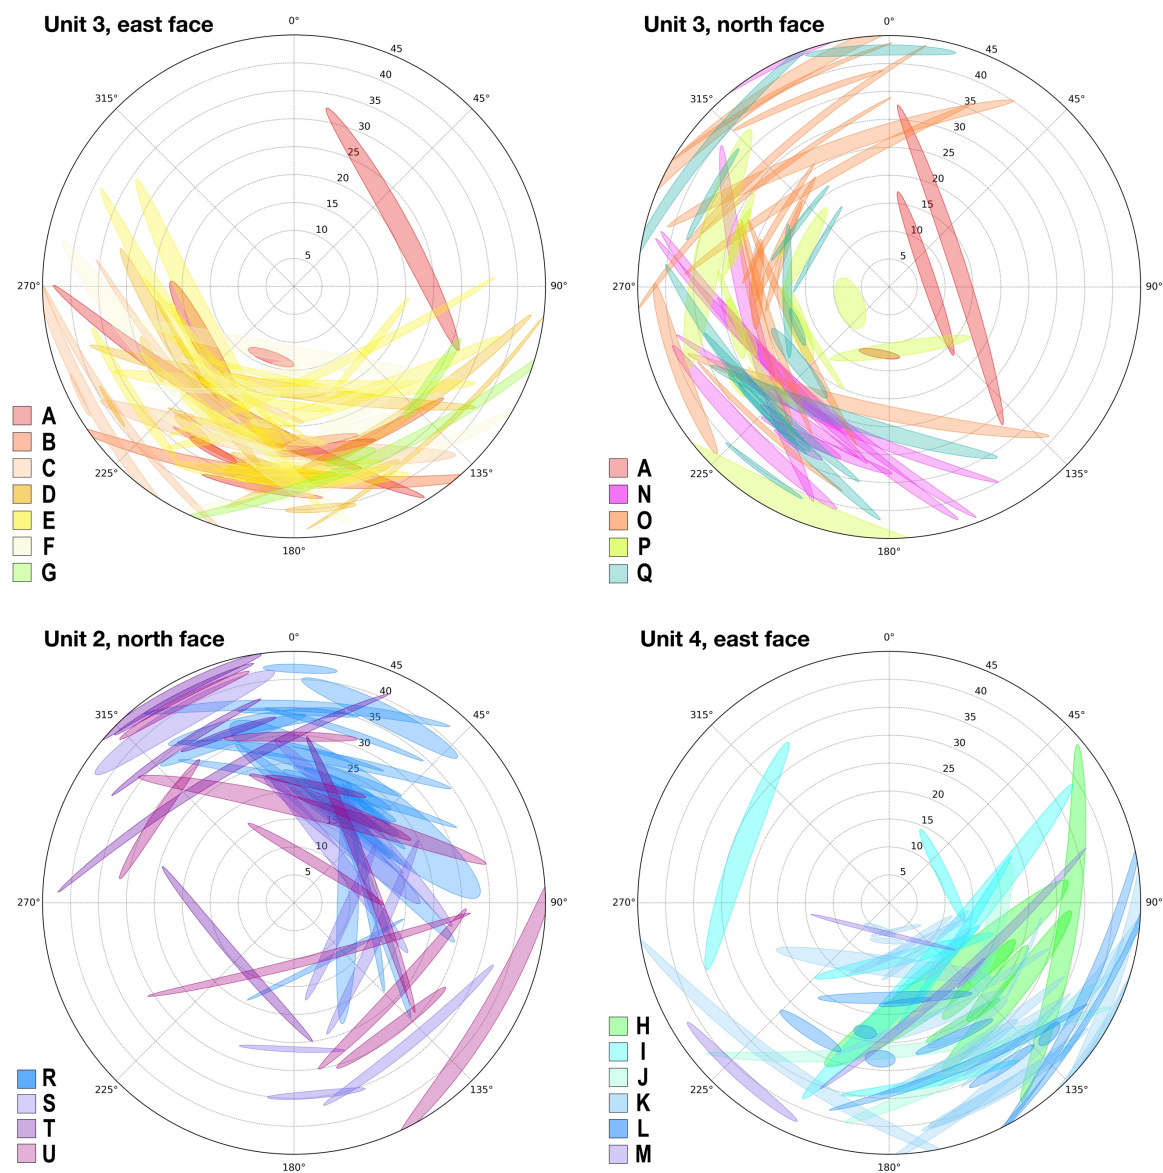 Unit 3, east face
0°
45
40
35
30
25
20
15
10
5
315°
45°
270°
90°
225°
135°
180°
A
B
C
D
E
F
G
Unit 3, north face
0°
45
40
35
30
25
20
15
10
5
315°
45°
270°
90°
225°
135°
180°
A
N
O
P
Q
Unit 2, north face
0°
45
40
35
30
25
15
10
5
315°
45°
270°
90°
225°
135°
180°
R
S
T
U
Unit 4, east face
0°
45
40
35
30
25
20
15
10
5
315°
45°
270°
90°
225°
135°
180°
H
I
J
K
L
M